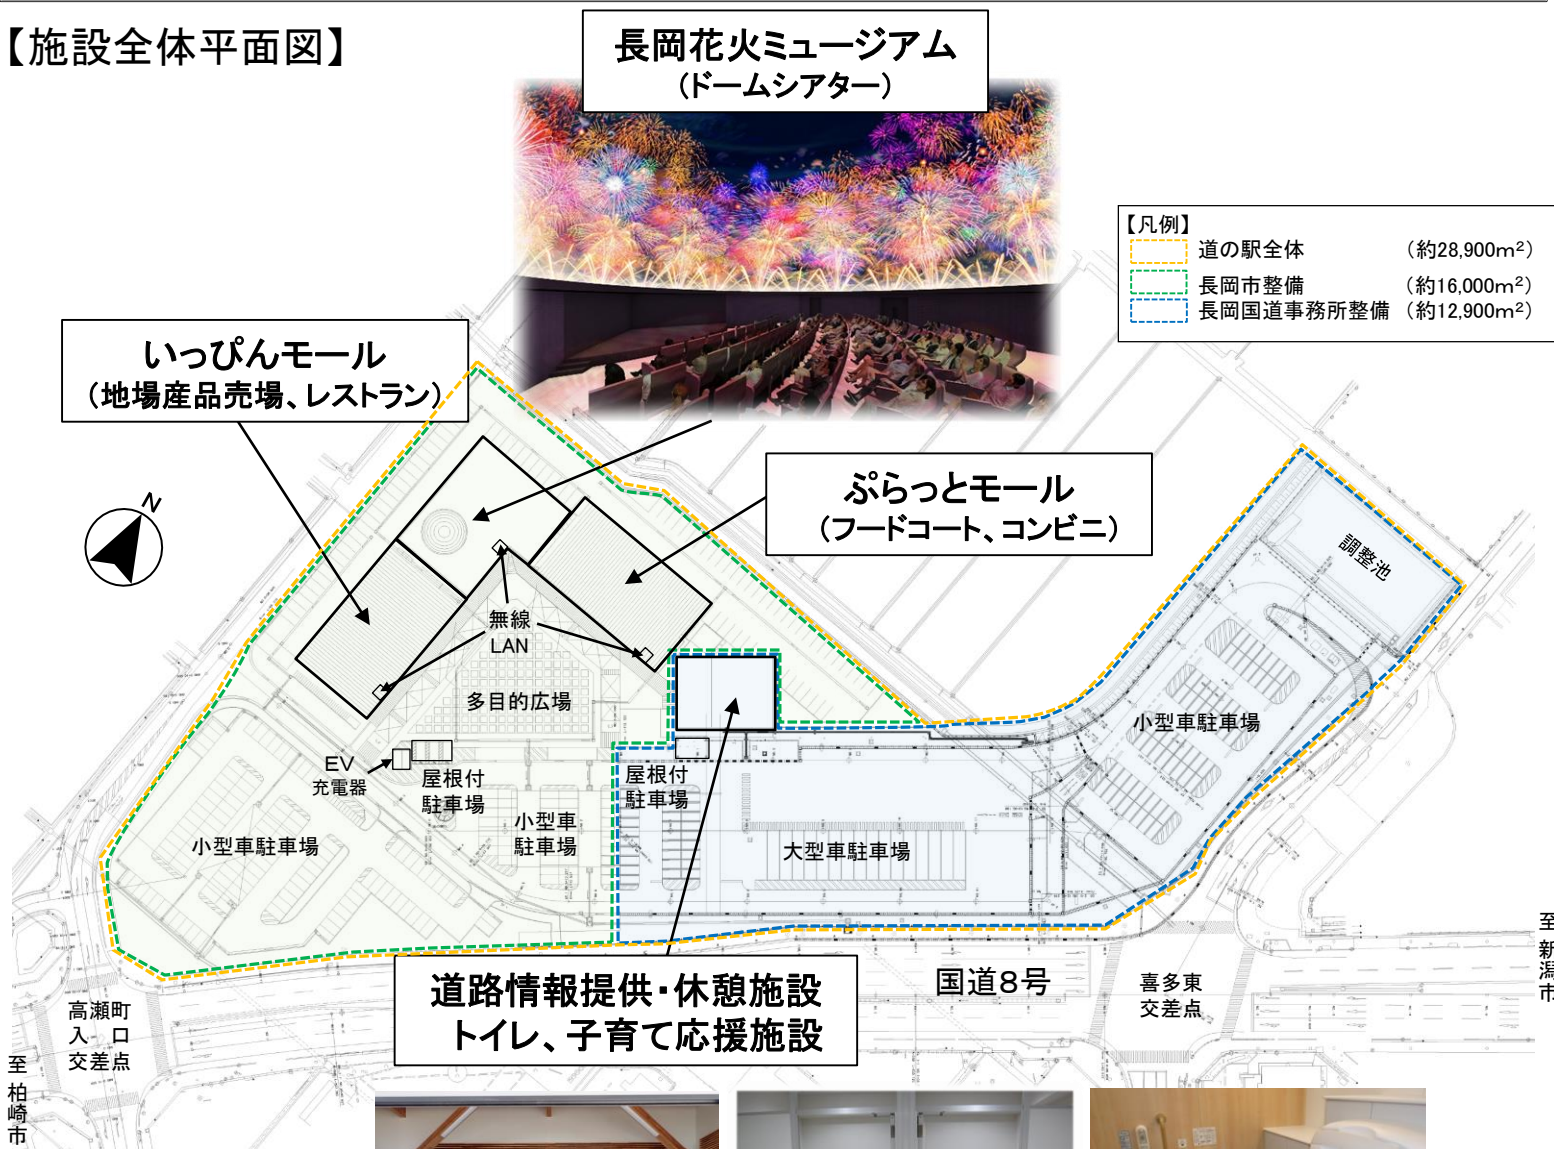 【施設全体平面図】
長岡花火ミュージアム
(ドームシアター)
【凡例】
道の駅全体 (約28,900m²)
長岡市整備 (約16,000m²)
長岡国道事務所整備 (約12,900m²)
いっぴんモール
(地場産品売場、レストラン)
ぷらっとモール
(フードコート、コンビニ)
N
調整池
無線
LAN
多目的広場
小型車駐車場
EV
充電器
屋根付
駐車場
屋根付
駐車場
小型車
駐車場
小型車駐車場
大型車駐車場
道路情報提供・休憩施設
トイレ、子育て応援施設
国道8号
喜多東
交差点
至新潟市
高瀬町
入口
交差点
至柏崎市